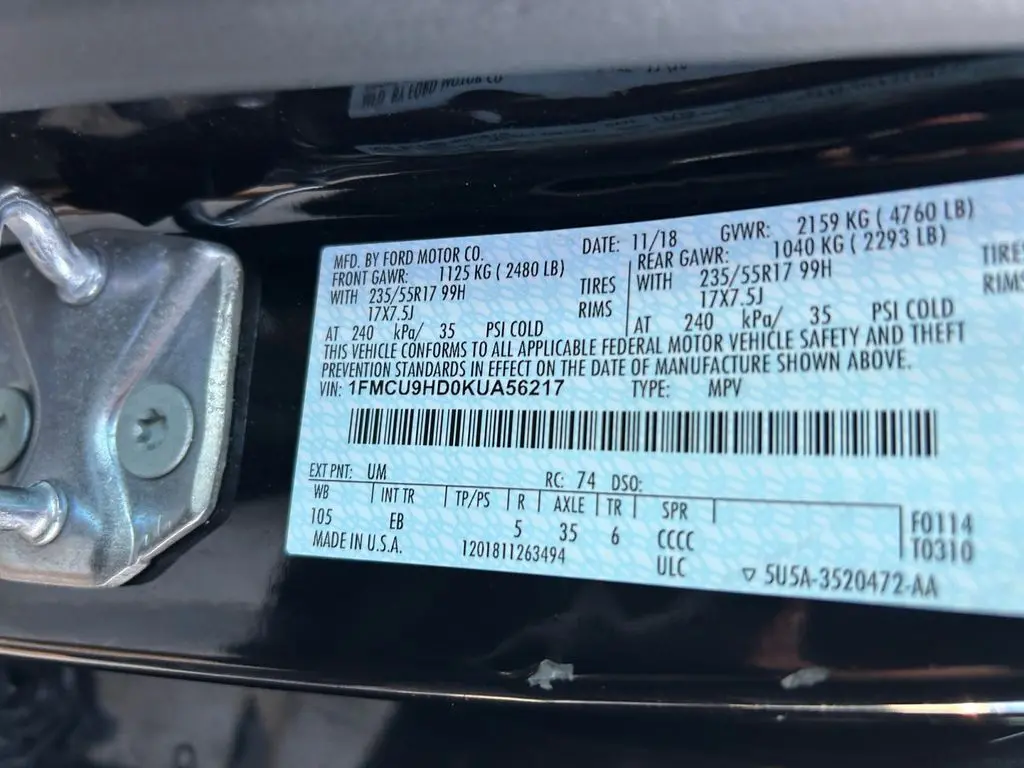 MFD. BY FORD MOTOR CO.
DATE: 11/18 GVWR: 2159 KG ( 4760 LB)
FRONT GAWR: 1125 KG ( 2480 LB)
REAR GAWR: 1040 KG ( 2293 LB)
WITH 235/55R17 99H TIRES
WITH 235/55R17 99H TIRES
17X7.5J RIMS
17X7.5J RIMS
AT 240 kPa/ 35 PSI COLD
AT 240 kPa/ 35 PSI COLD
THIS VEHICLE CONFORMS TO ALL APPLICABLE FEDERAL MOTOR VEHICLE SAFETY AND THEFT
PREVENTION STANDARDS IN EFFECT ON THE DATE OF MANUFACTURE SHOWN ABOVE.
VIN: 1FMCU9HD0KUA56217 TYPE: MPV
EXT PNT: UM RC: 74 DSO:
WB INT TR TP/PS R AXLE TR SPR
105 EB 5 35 6 CCCC
F0114
T0310
MADE IN U.S.A. 1201811263494 ULC
5U5A-3520472-AA